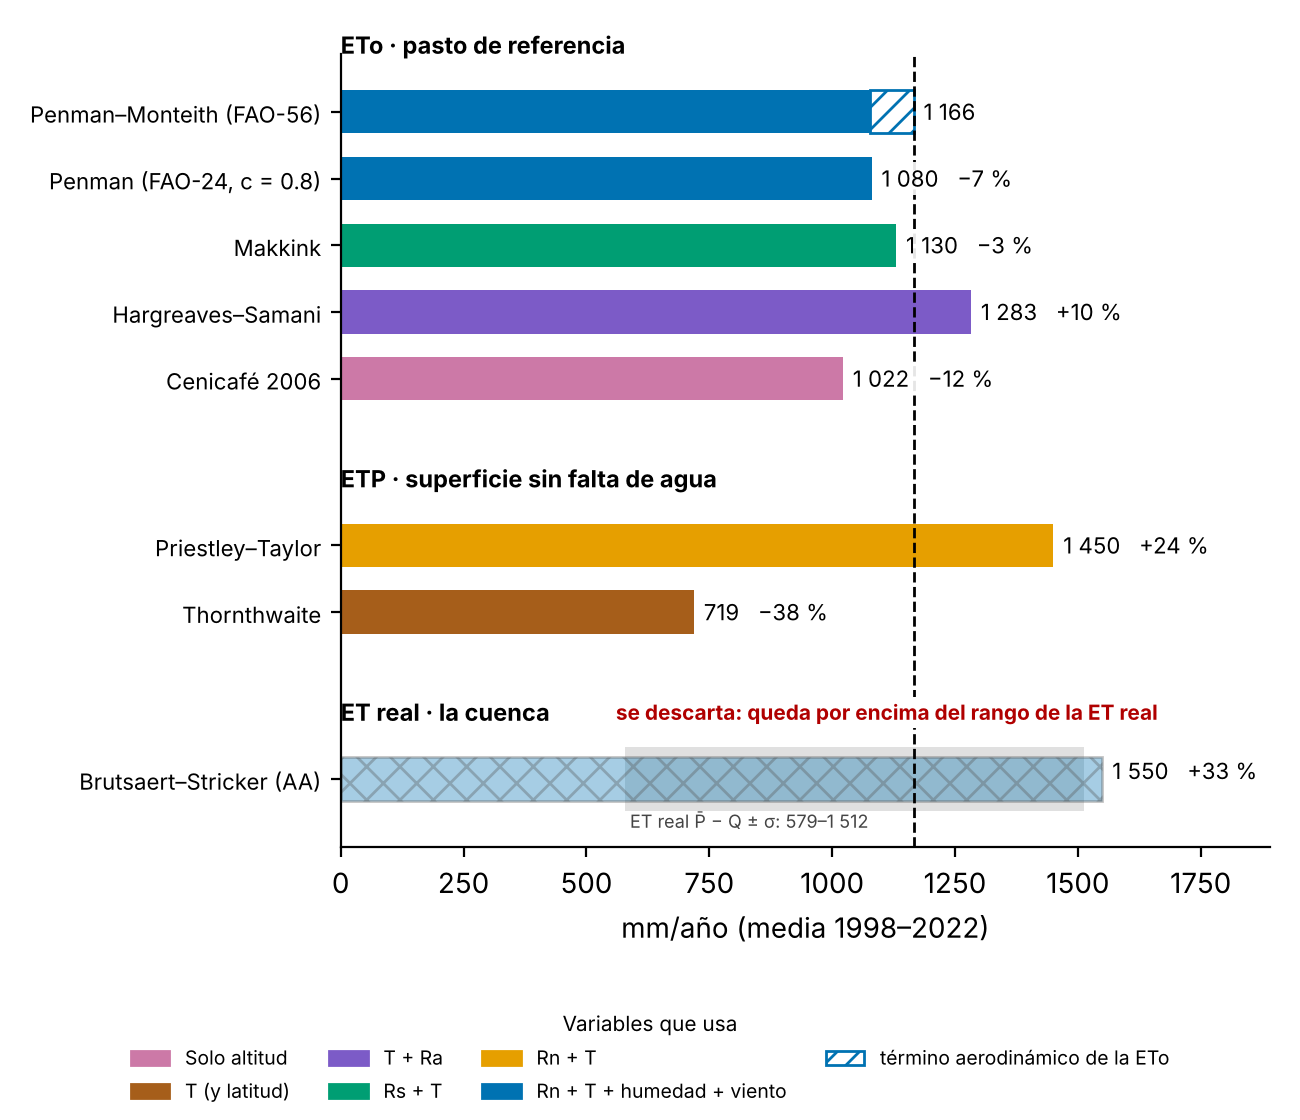 ETo · pasto de referencia
Penman–Monteith (FAO-56) 1 166
Penman (FAO-24, c = 0.8) 1 080 −7 %
Makkink 1 130 −3 %
Hargreaves–Samani 1 283 +10 %
Cenicafé 2006 1 022 −12 %
ETP · superficie sin falta de agua
Priestley–Taylor 1 450 +24 %
Thornthwaite 719 −38 %
ET real · la cuenca se descarta: queda por encima del rango de la ET real
Brutsaert–Stricker (AA) 1 550 +33 %
ET real P̄ − Q ± σ: 579–1 512
0 250 500 750 1000 1250 1500 1750
mm/año (media 1998–2022)
Variables que usa
Solo altitud T + Ra Rn + T término aerodinámico de la ETo
T (y latitud) Rs + T Rn + T + humedad + viento